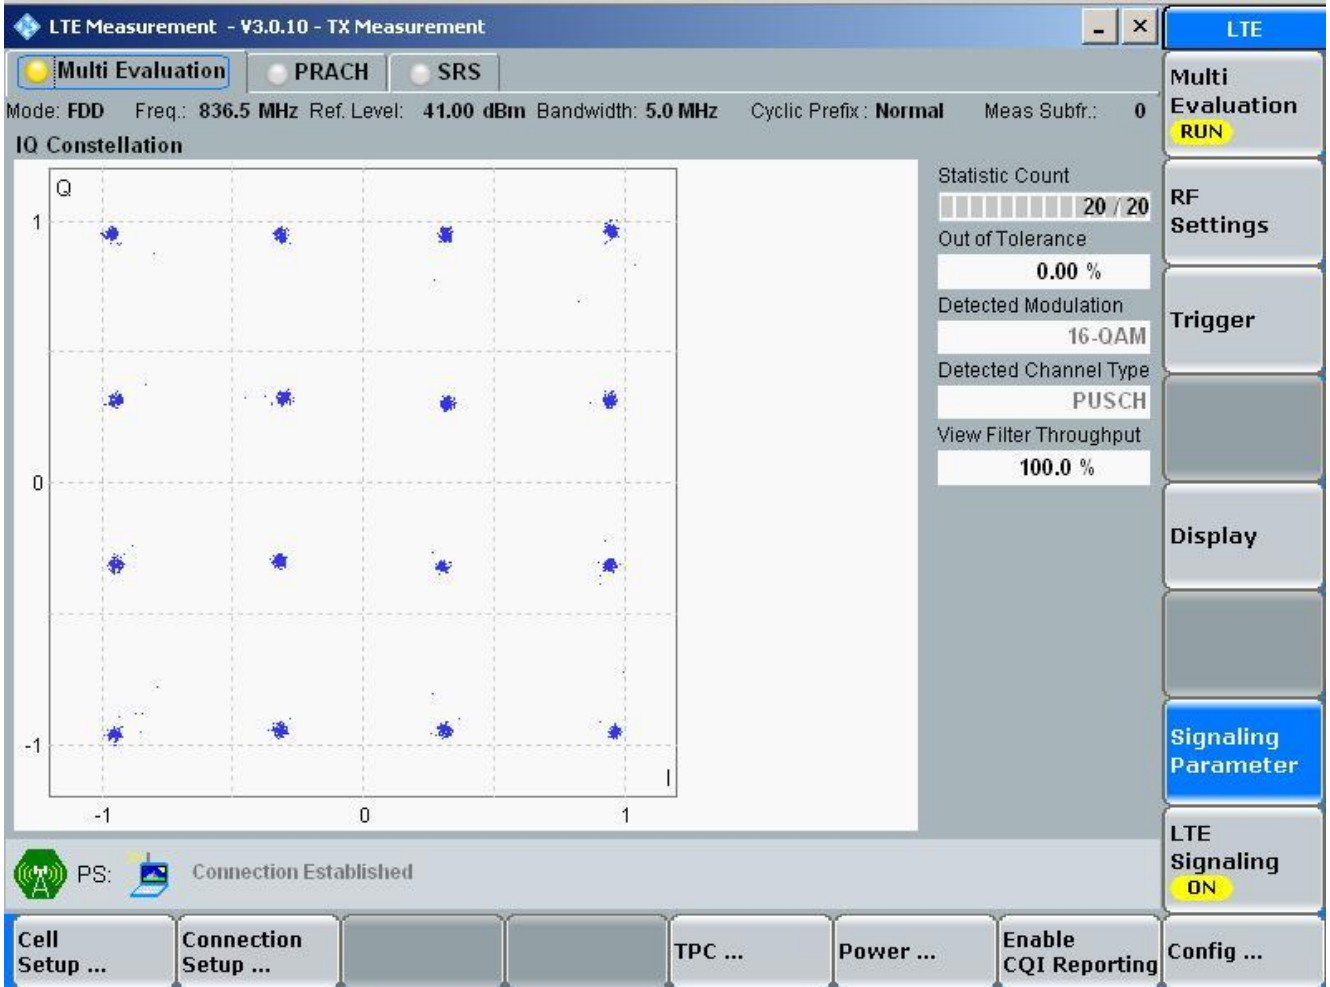 LTE Measurement - V3.0.10 - TX Measurement
LTE
Multi Evaluation PRACH SRS
Mode: FDD Freq.: 836.5 MHz Ref. Level: 41.00 dBm Bandwidth: 5.0 MHz Cyclic Prefix : Normal Meas Subfr.: 0
IQ Constellation
Q
1
0
-1
-1 0 1
I
Statistic Count
20 / 20
Out of Tolerance
0.00 %
Detected Modulation
16-QAM
Detected Channel Type
PUSCH
View Filter Throughput
100.0 %
Multi
Evaluation
RUN
RF
Settings
Trigger
Display
Signaling
Parameter
LTE
Signaling
ON
PS: Connection Established
Cell
Setup ...
Connection
Setup ...
TPC ...
Power ...
Enable
CQI Reporting
Config ...